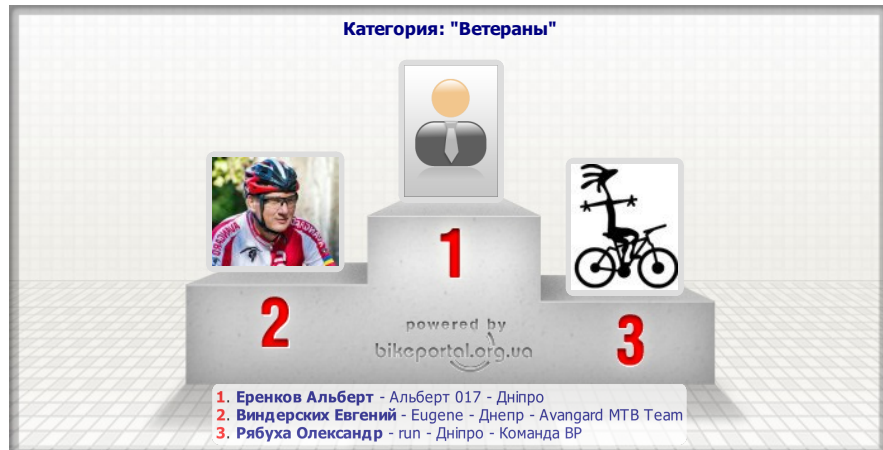 Категория: "Ветераны"
1
2
3
powered by
bikeportal.org.ua
1. Еренков Альберт - Альберт 017 - Дніпро
2. Виндерских Евгений - Eugene - Днепр - Avangard MTB Team
3. Рябуха Олександр - run - Дніпро - Команда ВР